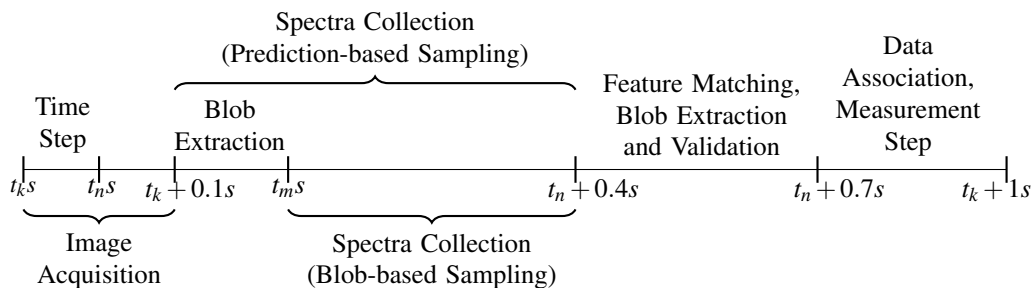 Spectra Collection
(Prediction-based Sampling)
Data
Association,
Measurement
Step
Feature Matching,
Blob Extraction
and Validation
Time
Step
Blob
Extraction
t_k s
t_n s
t_k + 0.1s
t_m s
t_n + 0.4s
t_n + 0.7s
t_k + 1s
Image
Acquisition
Spectra Collection
(Blob-based Sampling)